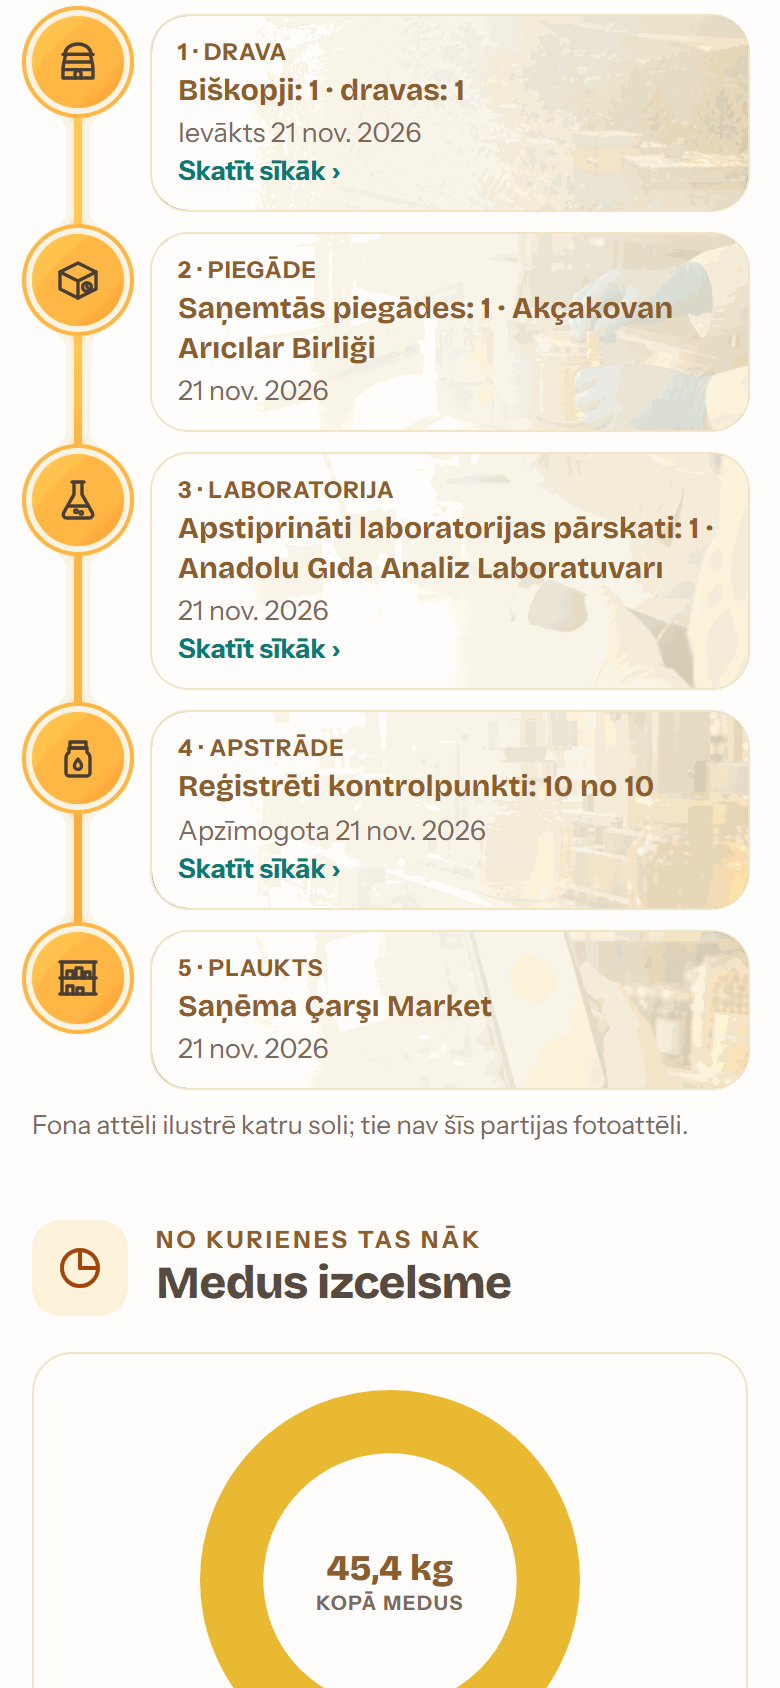 1 · DRAVA
Biškopji: 1 · dravas: 1
Ievākts 21 nov. 2026
Skatīt sīkāk ›
2 · PIEGĀDE
Saņemtās piegādes: 1 · Akçakovan
Arıcılar Birliği
21 nov. 2026
3 · LABORATORIJA
Apstiprināti laboratorijas pārskati: 1 ·
Anadolu Gıda Analiz Laboratuvarı
21 nov. 2026
Skatīt sīkāk ›
4 · APSTRĀDE
Reģistrēti kontrolpunkti: 10 no 10
Apzīmogota 21 nov. 2026
Skatīt sīkāk ›
5 · PLAUKTS
Saņēma Çarşı Market
21 nov. 2026
Fona attēli ilustrē katru soli; tie nav šīs partijas fotoattēli.
NO KURIENES TAS NĀK
Medus izcelsme
45,4 kg
KOPĀ MEDUS